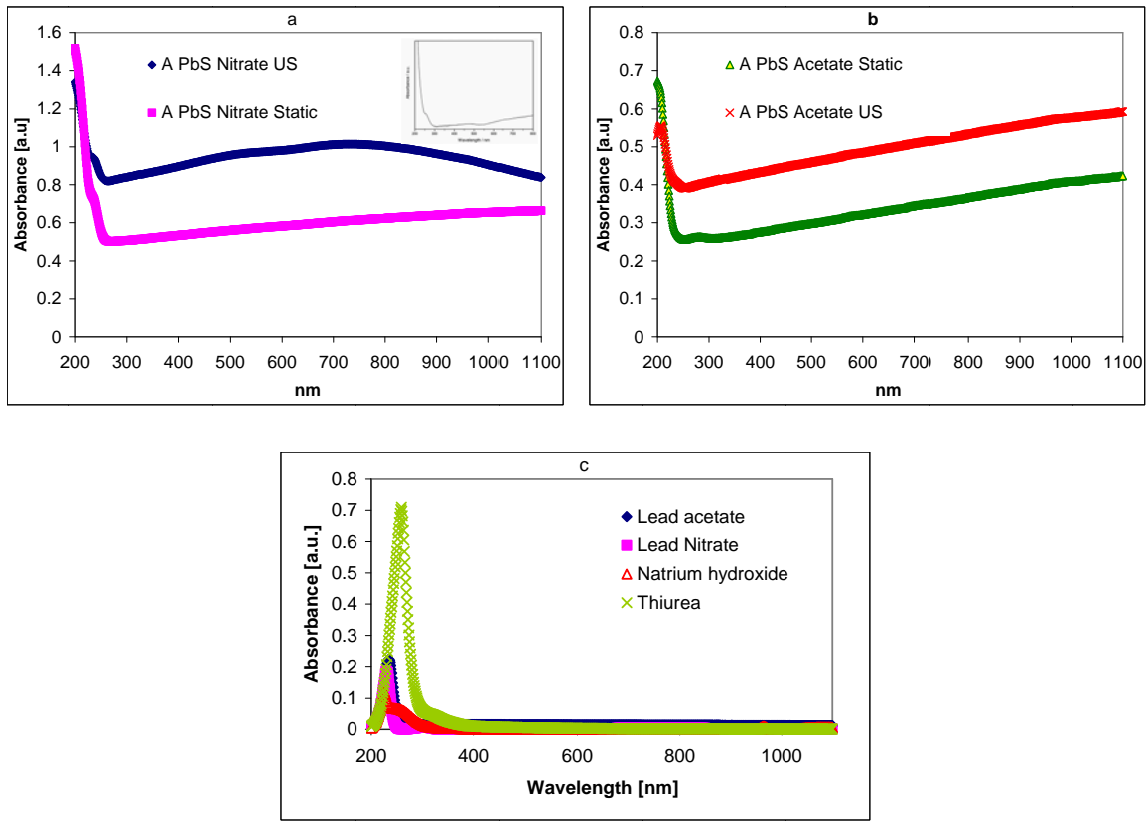 a
1.6
1.4
1.2
1
0.8
0.6
0.4
0.2
0
Absorbance [a.u]
A PbS Nitrate US
A PbS Nitrate Static
200 300 400 500 600 700 800 900 1000 1100
nm
b
0.8
0.7
0.6
0.5
0.4
0.3
0.2
0.1
0
Absorbance [a.u]
A PbS Acetate Static
A PbS Acetate US
200 300 400 500 600 700 800 900 1000 1100
nm
c
0.8
0.7
0.6
0.5
0.4
0.3
0.2
0.1
0
Absorbance [a.u.]
Lead acetate
Lead Nitrate
Natrium hydroxide
Thiurea
200 400 600 800 1000
Wavelength [nm]